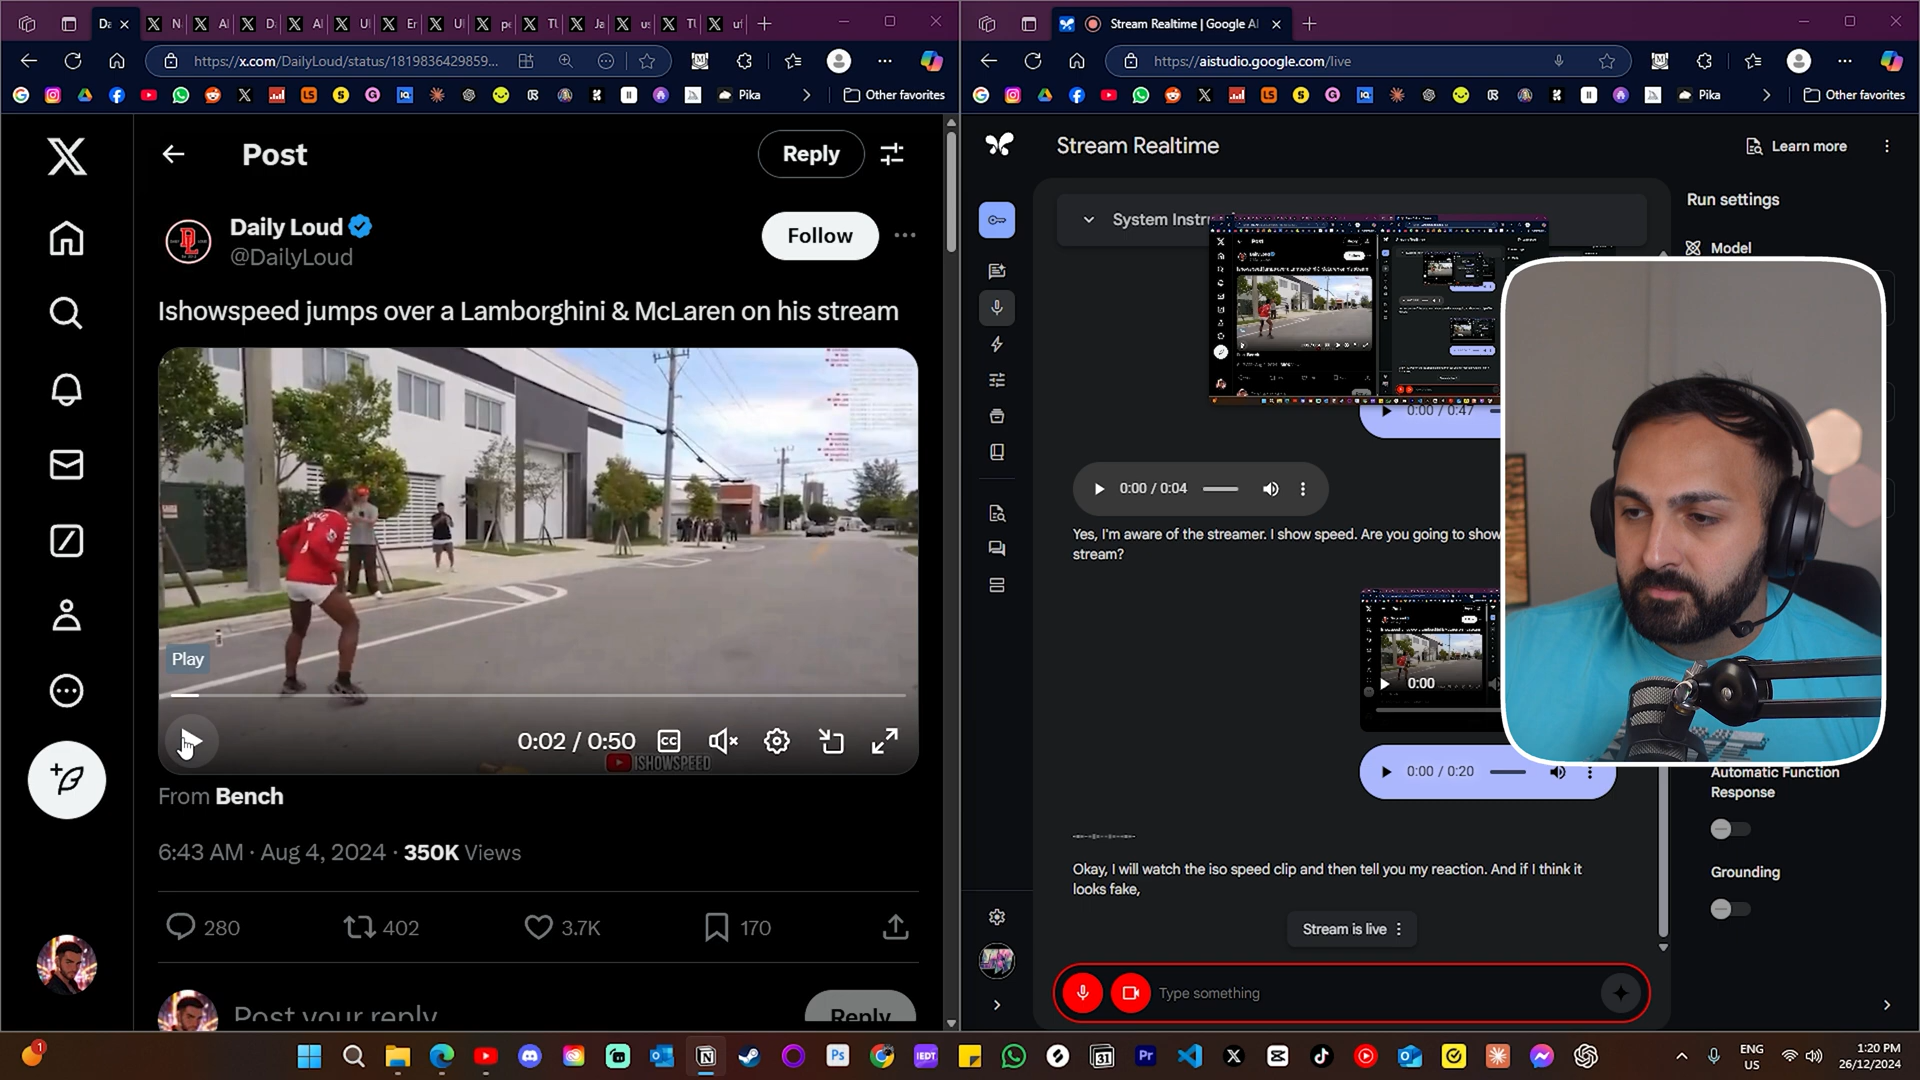 Da
Stream Realtime | Google AI
https://x.com/DailyLoud/status/1819836429859...
https://aistudio.google.com/live
Pika
Other favorites
Pika
Other favorites
Post
Reply
Daily Loud
@DailyLoud
Follow
Ishowspeed jumps over a Lamborghini & McLaren on his stream
Play
0:02 / 0:50
ISHOWSPEED
From Bench
6:43 AM · Aug 4, 2024 · 350K Views
280
402
3.7K
170
Post your reply
Reply
Stream Realtime
Learn more
System Instr
Run settings
Model
0:00 / 0:47
0:00 / 0:04
Yes, I'm aware of the streamer. I show speed. Are you going to show
stream?
0:00
0:00 / 0:20
Automatic Function
Response
Okay, I will watch the iso speed clip and then tell you my reaction. And if I think it
looks fake,
Grounding
Stream is live
Type something
ENG
US
1:20 PM
26/12/2024